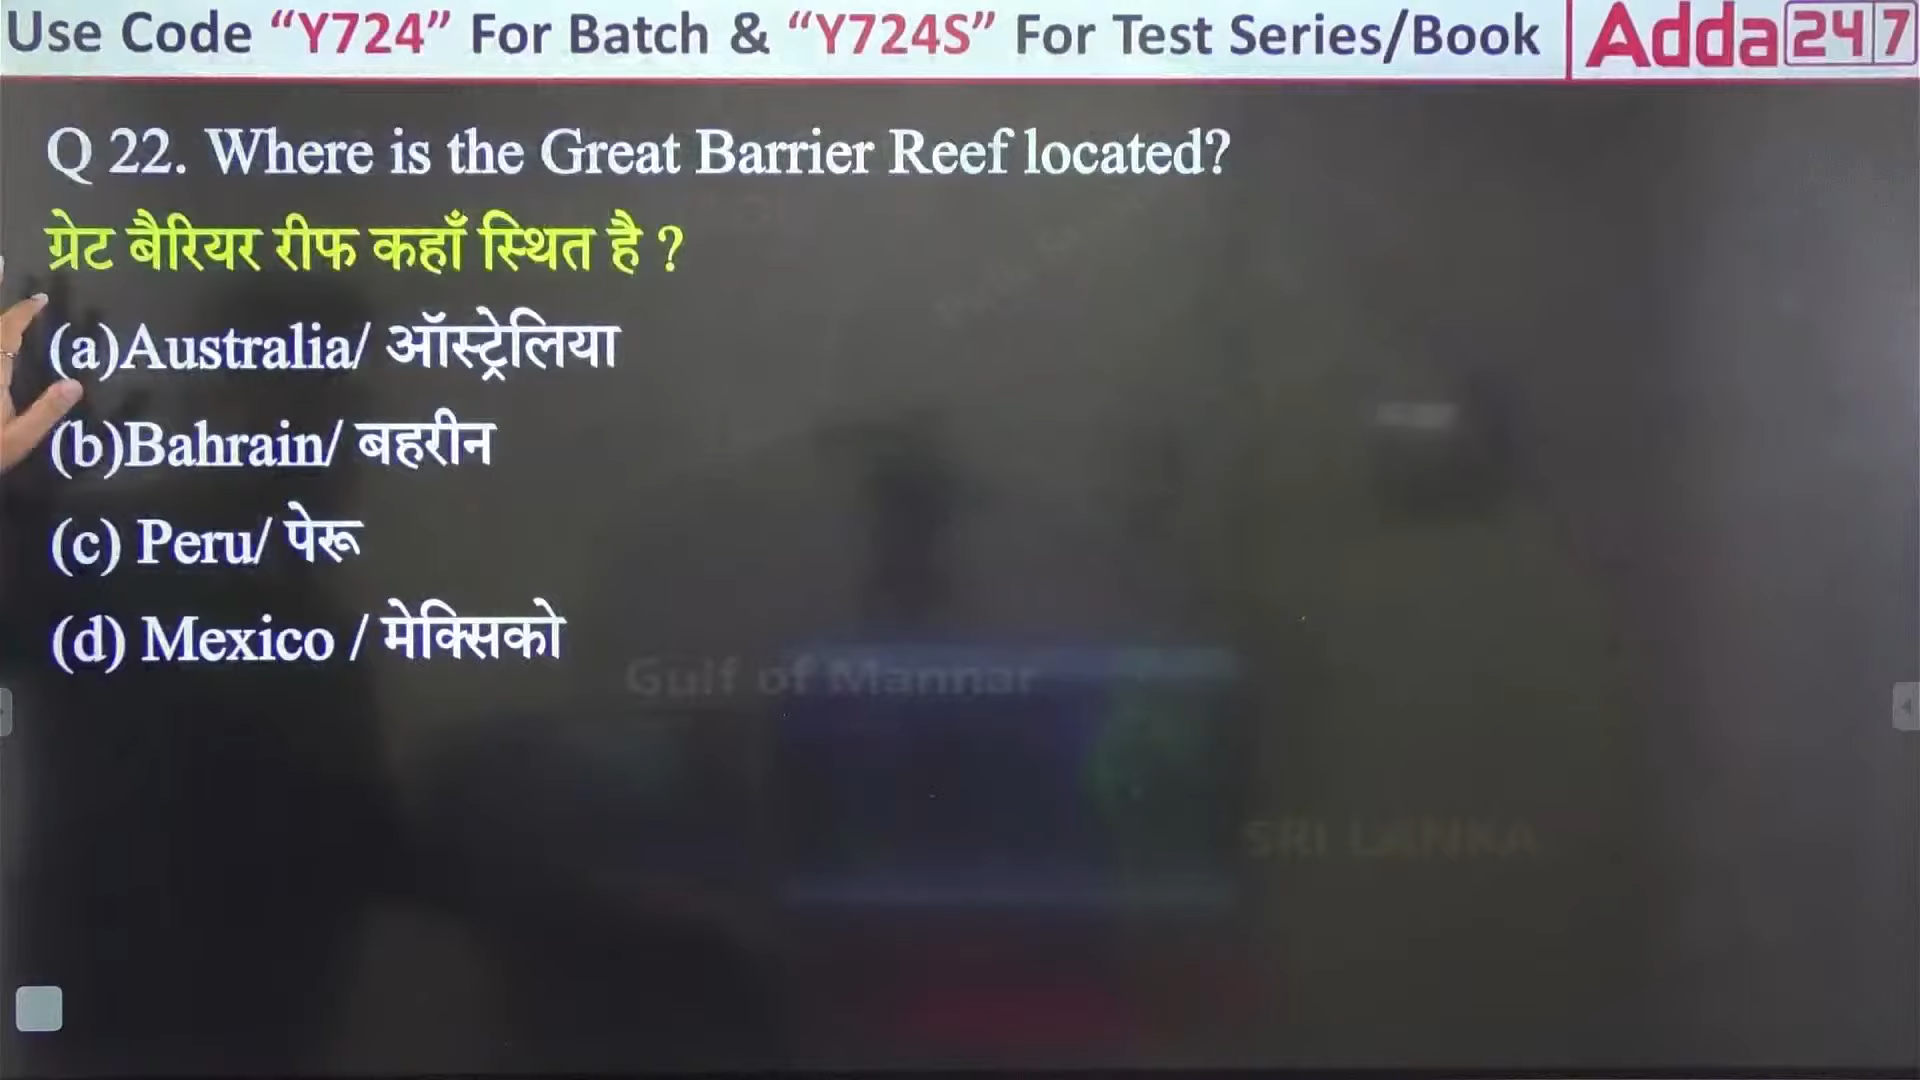 Use Code “Y724” For Batch & “Y724S” For Test Series/Book
Adda247
Q 22. Where is the Great Barrier Reef located?
ग्रेट बैरियर रीफ कहाँ स्थित है ?
(a)Australia/ ऑस्ट्रेलिया
(b)Bahrain/ बहरीन
(c) Peru/ पेरू
(d) Mexico / मेक्सिको
Gulf of Mannar
SRI LANKA